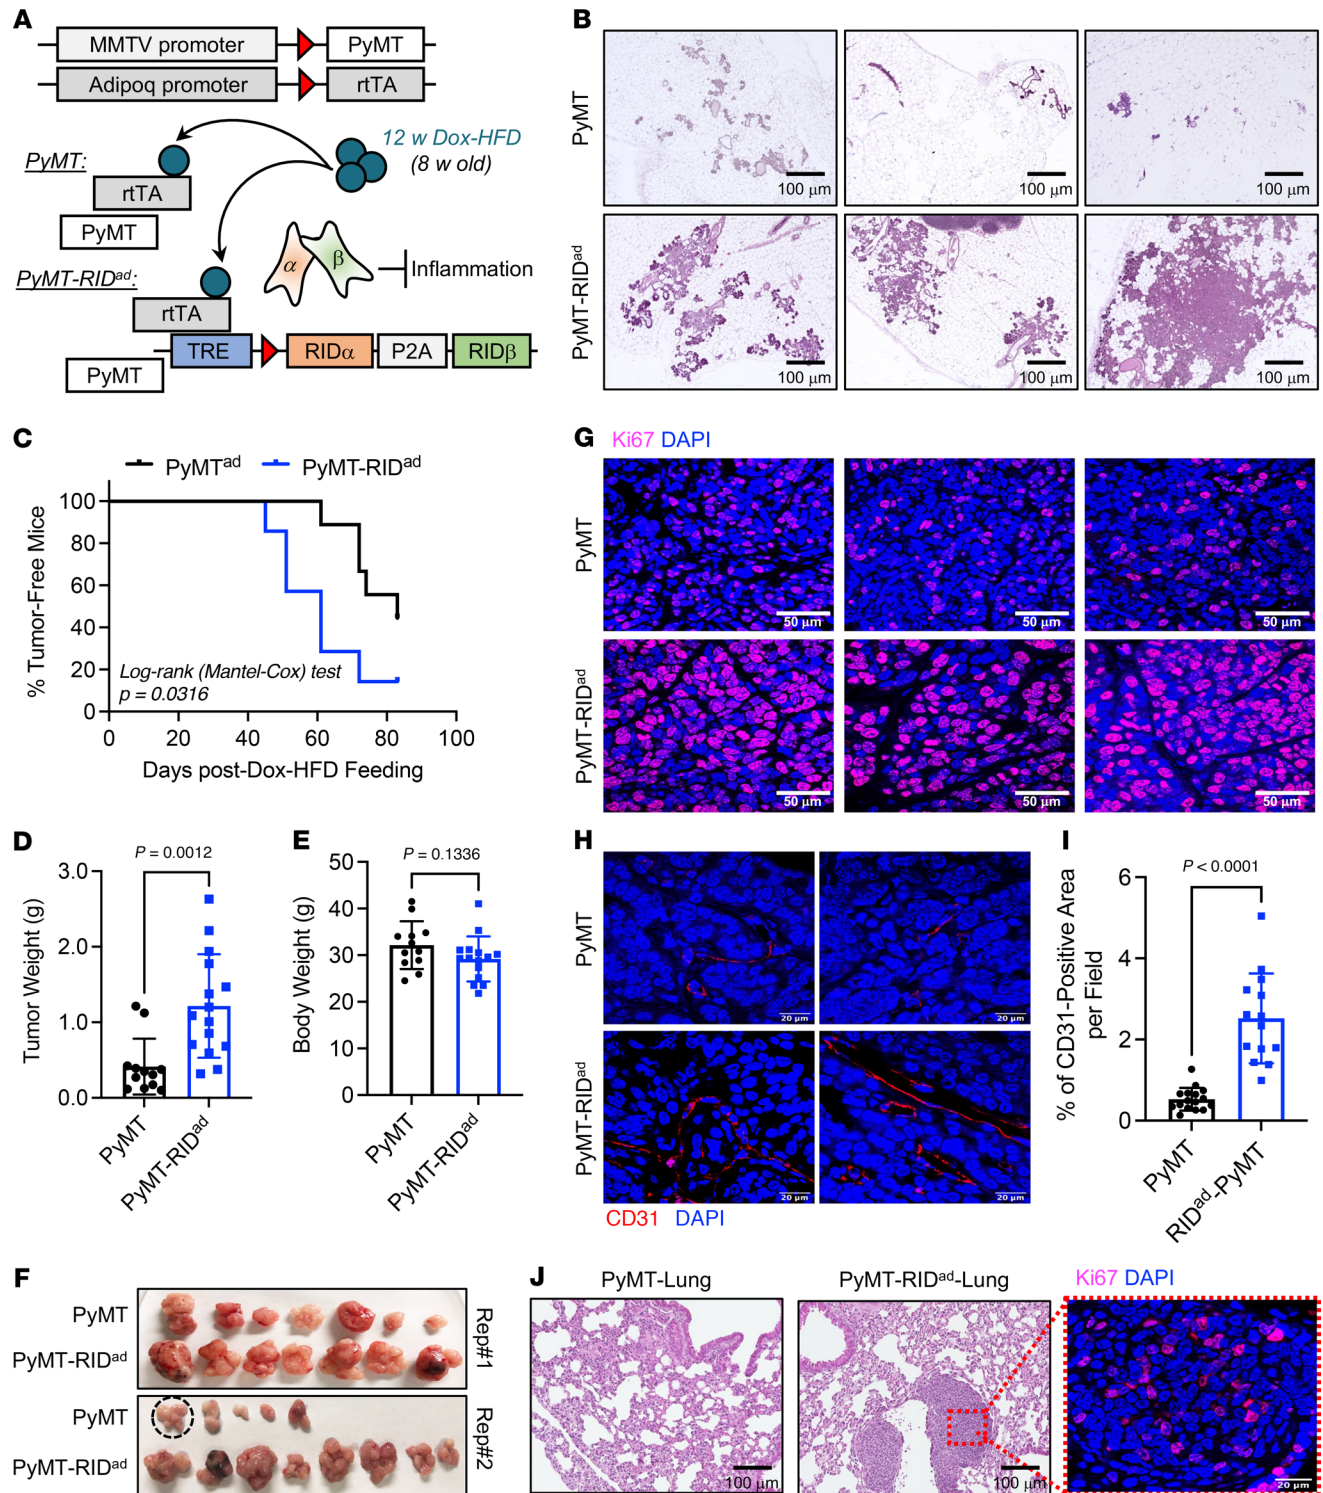 A
MMTV promoter
PyMT
Adipoq promoter
rtTA
12 w Dox-HFD
(8 w old)
PyMT:
rtTA
PyMT
α
β
Inflammation
PyMT-RIDad:
rtTA
TRE
RIDα
P2A
RIDβ
PyMT
B
PyMT
100 μm
100 μm
100 μm
PyMT-RIDad
100 μm
100 μm
100 μm
C
PyMTad
PyMT-RIDad
% Tumor-Free Mice
100
80
60
40
20
0
Log-rank (Mantel-Cox) test
p = 0.0316
0 20 40 60 80 100
Days post-Dox-HFD Feeding
G
Ki67 DAPI
PyMT
50 μm
50 μm
50 μm
PyMT-RIDad
50 μm
50 μm
50 μm
D
P = 0.0012
Tumor Weight (g)
3.0
2.0
1.0
0.0
PyMT
PyMT-RIDad
E
P = 0.1336
Body Weight (g)
50
40
30
20
10
0
PyMT
PyMT-RIDad
H
PyMT
20 μm
20 μm
PyMT-RIDad
20 μm
20 μm
CD31 DAPI
I
P < 0.0001
% of CD31-Positive Area
per Field
6
4
2
0
PyMT
RIDad-PyMT
F
PyMT
PyMT-RIDad
Rep#1
PyMT
PyMT-RIDad
Rep#2
J
PyMT-Lung
PyMT-RIDad-Lung
Ki67 DAPI
100 μm
100 μm
20 μm